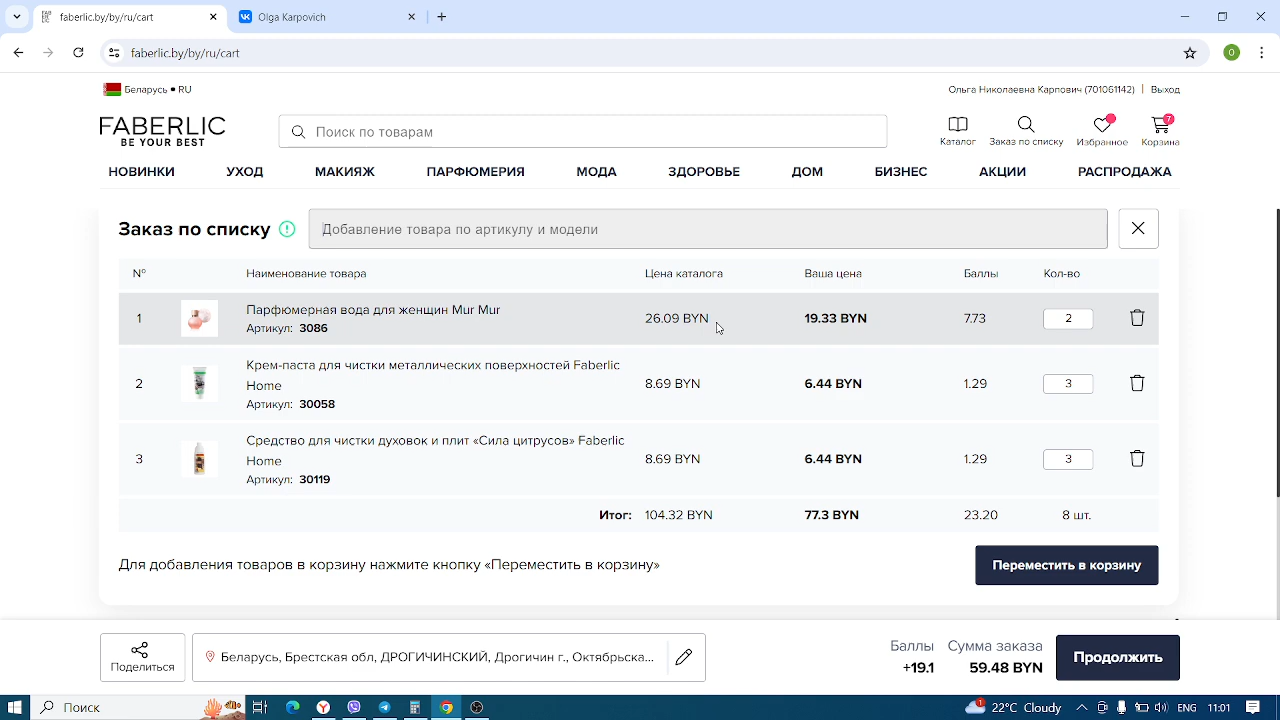 faberlic.by/by/ru/cart
Olga Karpovich
faberlic.by/by/ru/cart
O
Беларусь • RU
Ольга Николаевна Карпович (701061142) | Выход
FABERLIC
BE YOUR BEST
Поиск по товарам
7
Каталог Заказ по списку Избранное Корзина
НОВИНКИ УХОД МАКИЯЖ ПАРФЮМЕРИЯ МОДА ЗДОРОВЬЕ ДОМ БИЗНЕС АКЦИИ РАСПРОДАЖА
Заказ по списку
Добавление товара по артикулу и модели
N° Наименование товара Цена каталога Ваша цена Баллы Кол-во
1 Парфюмерная вода для женщин Mur Mur 26.09 BYN 19.33 BYN 7.73 2
Артикул: 3086
Крем-паста для чистки металлических поверхностей Faberlic
2 Home 8.69 BYN 6.44 BYN 1.29 3
Артикул: 30058
Средство для чистки духовок и плит «Сила цитрусов» Faberlic
3 Home 8.69 BYN 6.44 BYN 1.29 3
Артикул: 30119
Итог: 104.32 BYN 77.3 BYN 23.20 8 шт.
Для добавления товаров в корзину нажмите кнопку «Переместить в корзину»
Переместить в корзину
Поделиться
Беларусь, Брестская обл, ДРОГИЧИНСКИЙ, Дрогичин г., Октябрьска...
Баллы Сумма заказа
+19.1 59.48 BYN
Продолжить
Поиск
22°C Cloudy
11:01